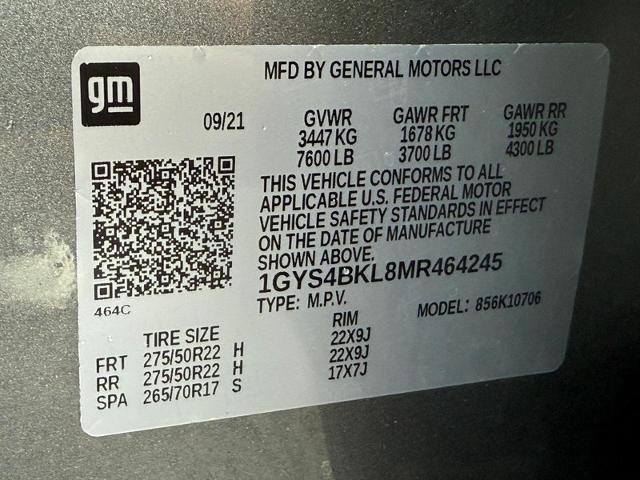 gm
MFD BY GENERAL MOTORS LLC
09/21
GVWR GAWR FRT GAWR RR
3447 KG 1678 KG 1950 KG
7600 LB 3700 LB 4300 LB
THIS VEHICLE CONFORMS TO ALL
APPLICABLE U.S. FEDERAL MOTOR
VEHICLE SAFETY STANDARDS IN EFFECT
ON THE DATE OF MANUFACTURE
SHOWN ABOVE.
1GYS4BKL8MR464245
464C
TYPE: M.P.V. MODEL: 856K10706
TIRE SIZE RIM
FRT 275/50R22 H 22X9J
RR 275/50R22 H 22X9J
SPA 265/70R17 S 17X7J